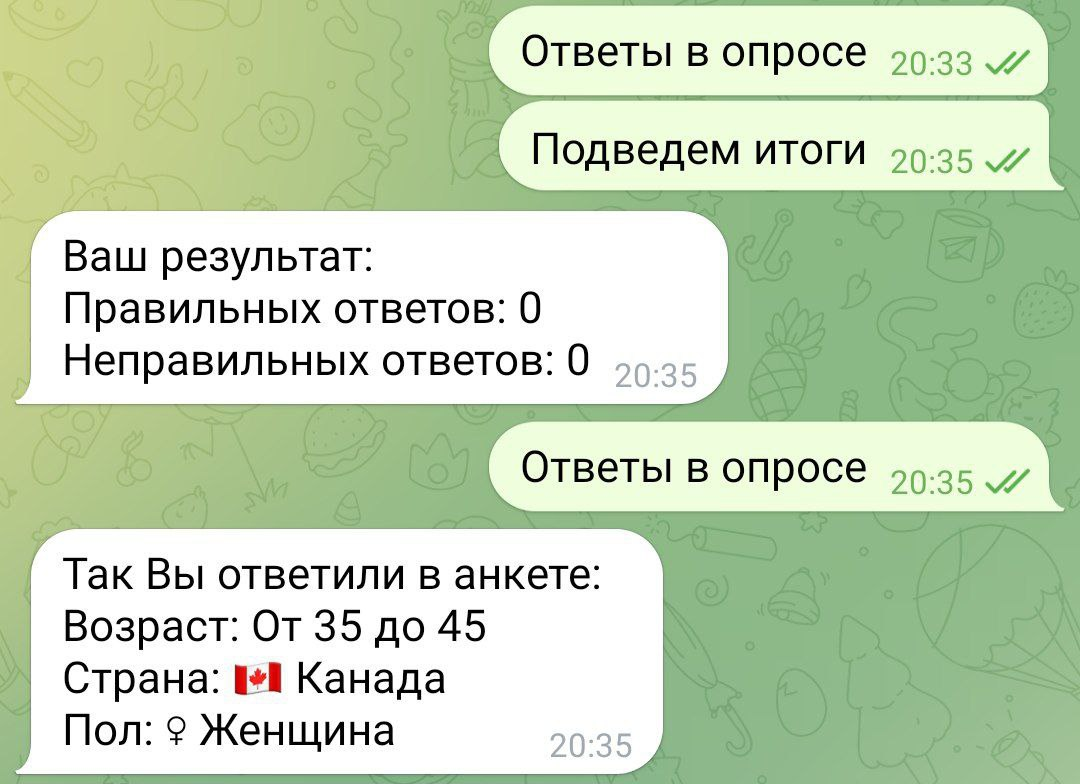 Ответы в опросе 20:33
Подведем итоги 20:35
Ваш результат:
Правильных ответов: 0
Неправильных ответов: 0 20:35
Ответы в опросе 20:35
Так Вы ответили в анкете:
Возраст: От 35 до 45
Страна: 🇨🇦 Канада
Пол: ♀ Женщина 20:35